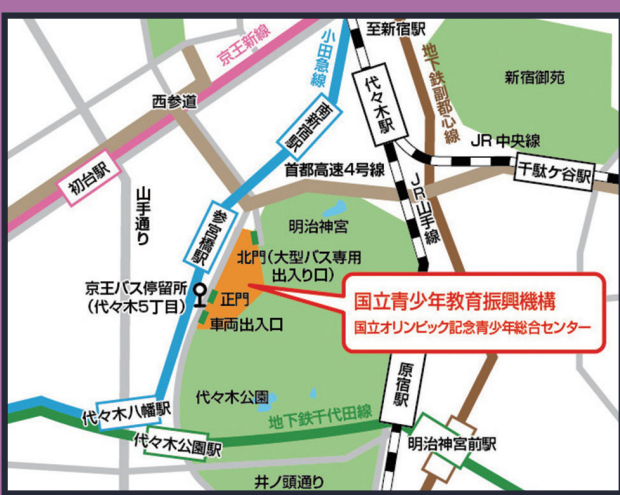 至新宿駅
京王新線
小田急線
地下鉄副都心線
新宿御苑
西参道
南新宿駅
代々木駅
JR中央線
千駄ケ谷駅
首都高速4号線
初台駅
山手通り
JR山手線
参宮橋駅
明治神宮
北門(大型バス専用
出入り口)
京王バス停留所
(代々木5丁目)
正門
車両出入口
国立青少年教育振興機構
国立オリンピック記念青少年総合センター
原宿駅
代々木公園
代々木八幡駅
地下鉄千代田線
代々木公園駅
明治神宮前駅
井ノ頭通り